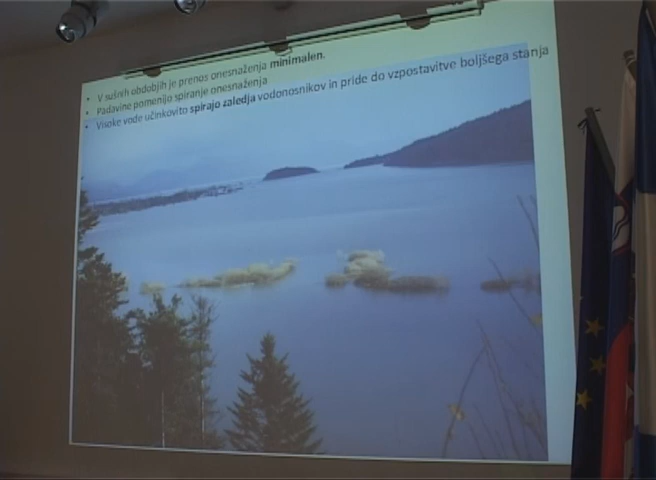 • V sušnih obdobjih je prenos onesnaženja minimalen.
• Padavine pomenijo spiranje onesnaženja
• Visoke vode učinkovito spirajo zaledja vodonosnikov in pride do vzpostavitve boljšega stanja